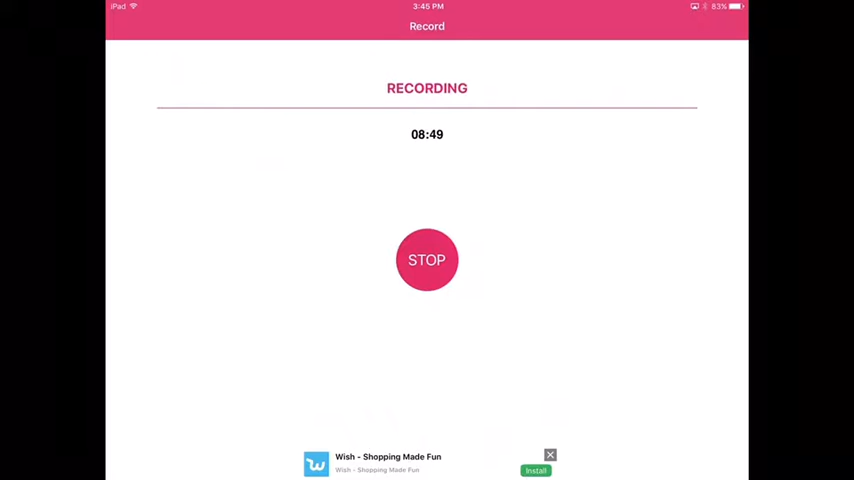 iPad 3:45 PM 83%
Record
RECORDING
08:49
STOP
Wish - Shopping Made Fun
Wish - Shopping Made Fun
Install